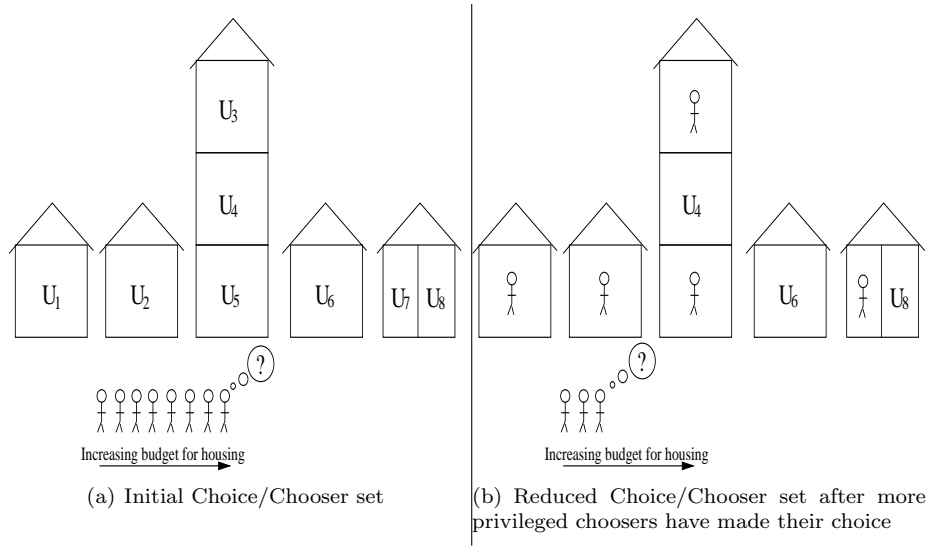 U3
U4
U1
U2
U5
U6
U7
U8
?
Increasing budget for housing
(a) Initial Choice/Chooser set
U4
U6
U8
?
Increasing budget for housing
(b) Reduced Choice/Chooser set after more
privileged choosers have made their choice